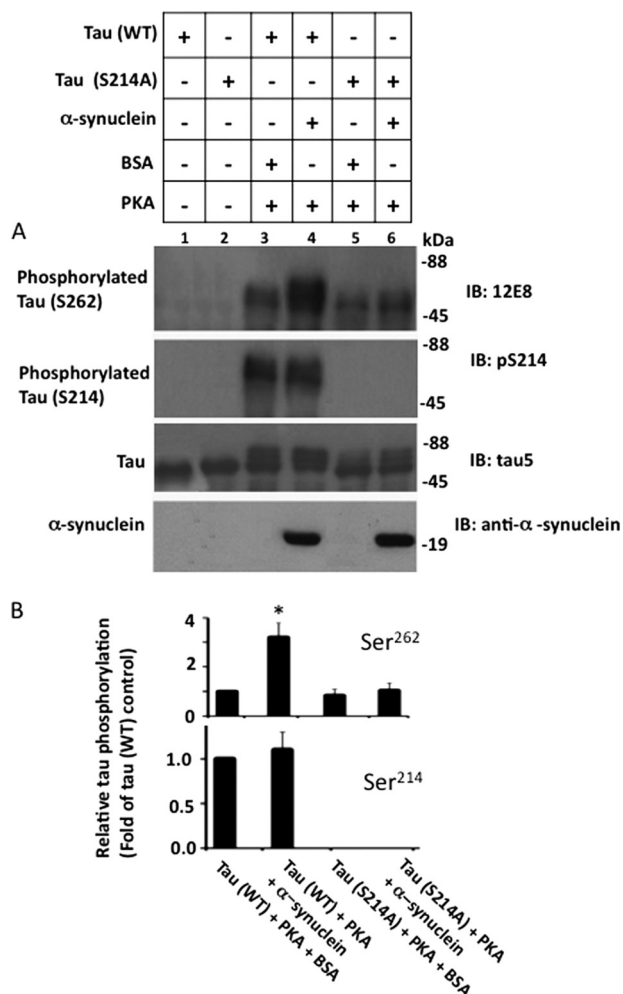 Tau (WT) + - + + - -
Tau (S214A) - + - - + +
α-synuclein - - - + - +
BSA - - + - + -
PKA - - + + + +
A
1 2 3 4 5 6 kDa
Phosphorylated
Tau (S262)
-88
-45
IB: 12E8
Phosphorylated
Tau (S214)
-88
-45
IB: pS214
Tau
-88
-45
IB: tau5
α-synuclein
-19
IB: anti-α -synuclein
B
Relative tau phosphorylation
(Fold of tau (WT) control)
4
2
0
*
Ser²⁶²
1.0
0.5
0.0
Ser²¹⁴
Tau (WT) + PKA + BSA
Tau (WT) + PKA
+ α–synuclein
Tau (S214A) + PKA + BSA
Tau (S214A) + PKA
+ α–synuclein